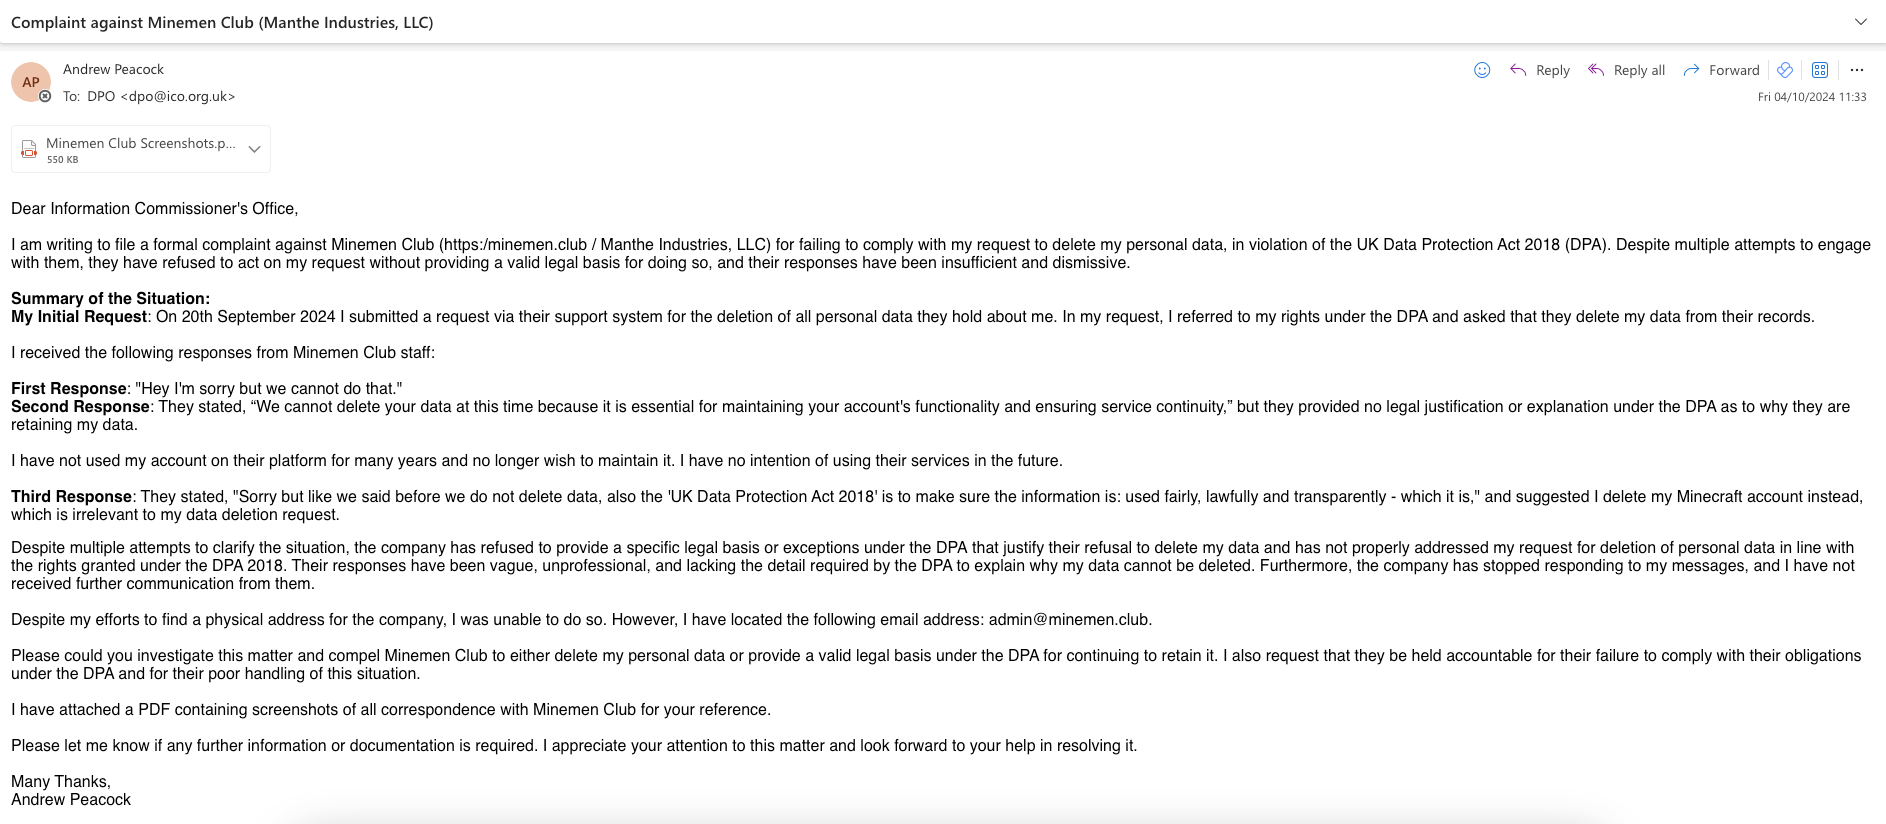 Complaint against Minemen Club (Manthe Industries, LLC)
AP
Andrew Peacock
To: DPO <dpo@ico.org.uk>
Reply
Reply all
Forward
Fri 04/10/2024 11:33
Minemen Club Screenshots.p...
550 KB
Dear Information Commissioner's Office,
I am writing to file a formal complaint against Minemen Club (https:/minemen.club / Manthe Industries, LLC) for failing to comply with my request to delete my personal data, in violation of the UK Data Protection Act 2018 (DPA). Despite multiple attempts to engage
with them, they have refused to act on my request without providing a valid legal basis for doing so, and their responses have been insufficient and dismissive.
Summary of the Situation:
My Initial Request: On 20th September 2024 I submitted a request via their support system for the deletion of all personal data they hold about me. In my request, I referred to my rights under the DPA and asked that they delete my data from their records.
I received the following responses from Minemen Club staff:
First Response: "Hey I'm sorry but we cannot do that."
Second Response: They stated, “We cannot delete your data at this time because it is essential for maintaining your account's functionality and ensuring service continuity,” but they provided no legal justification or explanation under the DPA as to why they are
retaining my data.
I have not used my account on their platform for many years and no longer wish to maintain it. I have no intention of using their services in the future.
Third Response: They stated, "Sorry but like we said before we do not delete data, also the 'UK Data Protection Act 2018' is to make sure the information is: used fairly, lawfully and transparently - which it is," and suggested I delete my Minecraft account instead,
which is irrelevant to my data deletion request.
Despite multiple attempts to clarify the situation, the company has refused to provide a specific legal basis or exceptions under the DPA that justify their refusal to delete my data and has not properly addressed my request for deletion of personal data in line with
the rights granted under the DPA 2018. Their responses have been vague, unprofessional, and lacking the detail required by the DPA to explain why my data cannot be deleted. Furthermore, the company has stopped responding to my messages, and I have not
received further communication from them.
Despite my efforts to find a physical address for the company, I was unable to do so. However, I have located the following email address: admin@minemen.club.
Please could you investigate this matter and compel Minemen Club to either delete my personal data or provide a valid legal basis under the DPA for continuing to retain it. I also request that they be held accountable for their failure to comply with their obligations
under the DPA and for their poor handling of this situation.
I have attached a PDF containing screenshots of all correspondence with Minemen Club for your reference.
Please let me know if any further information or documentation is required. I appreciate your attention to this matter and look forward to your help in resolving it.
Many Thanks,
Andrew Peacock